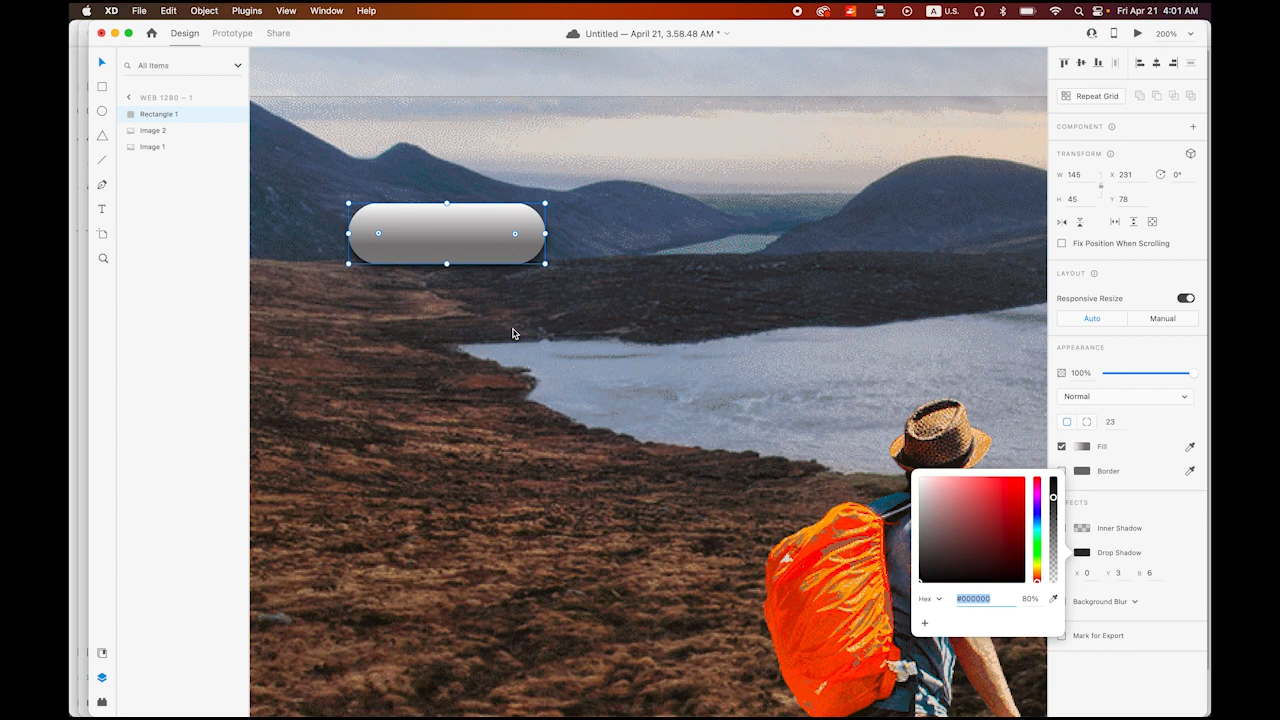 XD File Edit Object Plugins View Window Help A U.S. Fri Apr 21 4:01 AM
Design Prototype Share Untitled — April 21, 3.58.48 AM * 200%
All Items
WEB 1280 – 1
Rectangle 1
Image 2
Image 1
Repeat Grid
COMPONENT
TRANSFORM
W 145 X 231 0°
H 45 Y 78
Fix Position When Scrolling
LAYOUT
Responsive Resize
Auto Manual
APPEARANCE
100%
Normal
23
Fill
Border
FECTS
Inner Shadow
Drop Shadow
X 0 Y 3 B 6
Background Blur
Mark for Export
Hex #000000 80%